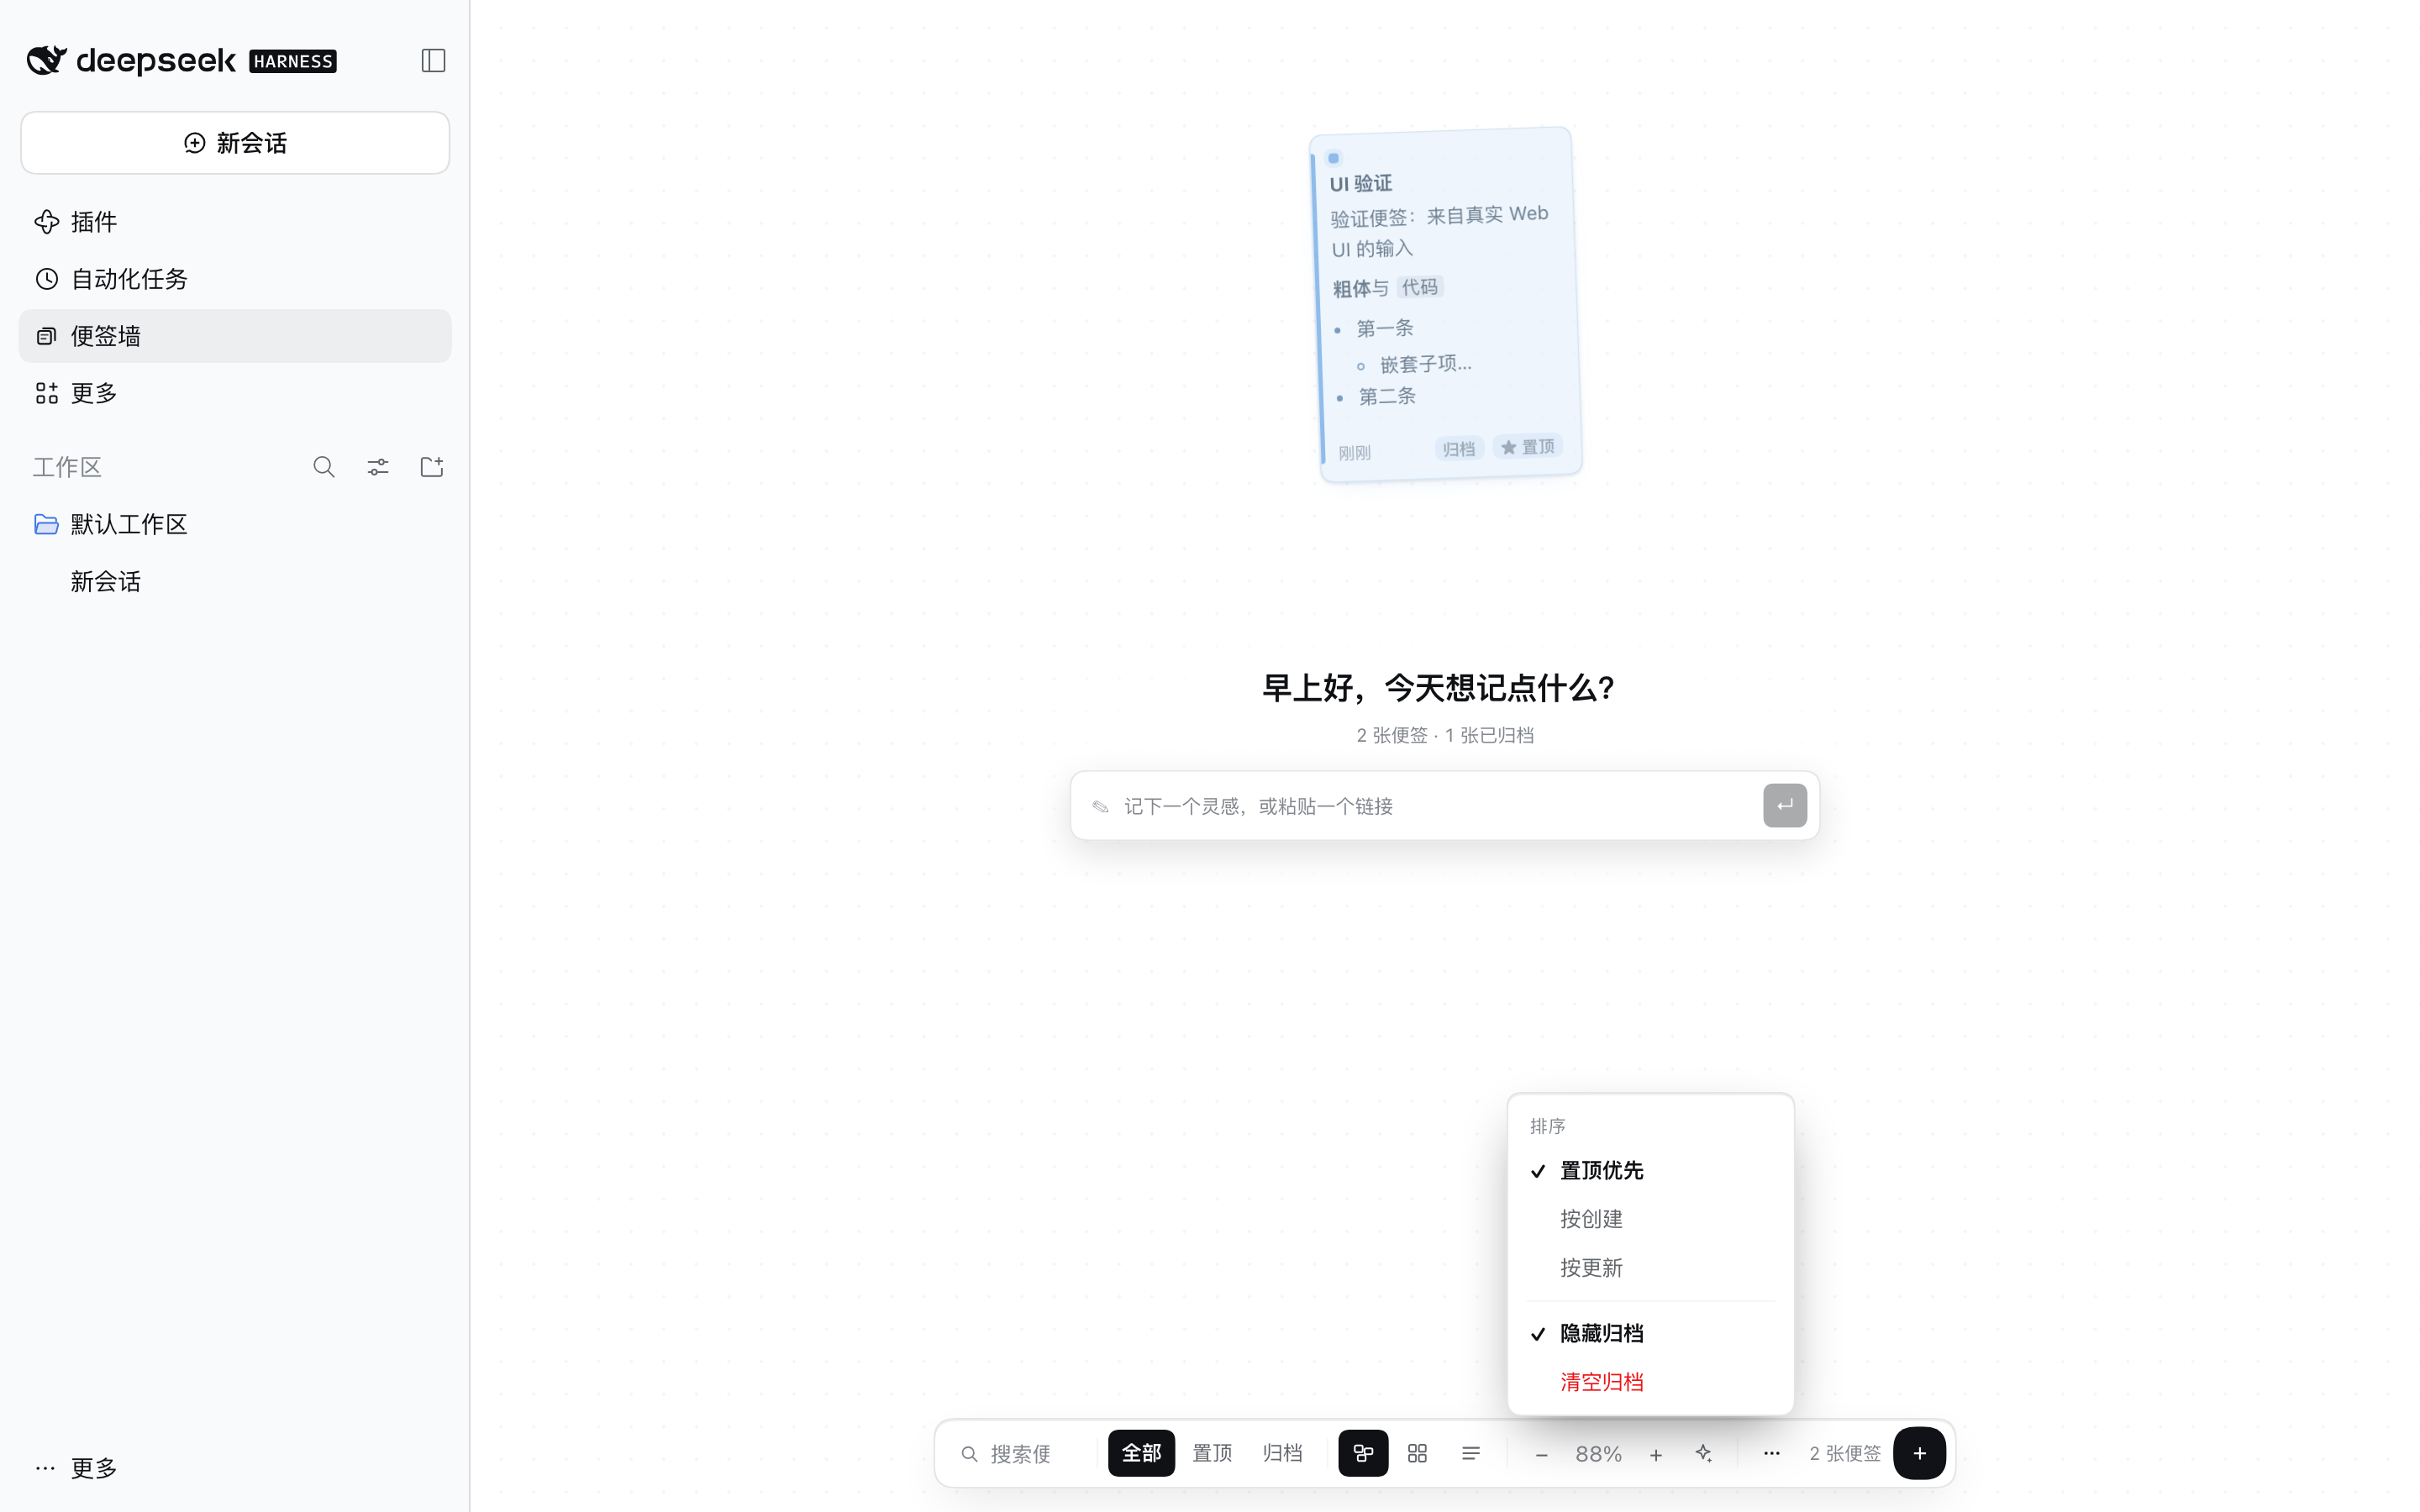 deepseek HARNESS
新会话
插件
自动化任务
便签墙
更多
工作区
默认工作区
新会话
更多
UI 验证
验证便签：来自真实 Web
UI 的输入
粗体与 代码
第一条
嵌套子项...
第二条
刚刚 归档 置顶
早上好，今天想记点什么？
2 张便签 · 1 张已归档
记下一个灵感，或粘贴一个链接
排序
置顶优先
按创建
按更新
隐藏归档
清空归档
搜索便 全部 置顶 归档 − 88% + ··· 2 张便签 +